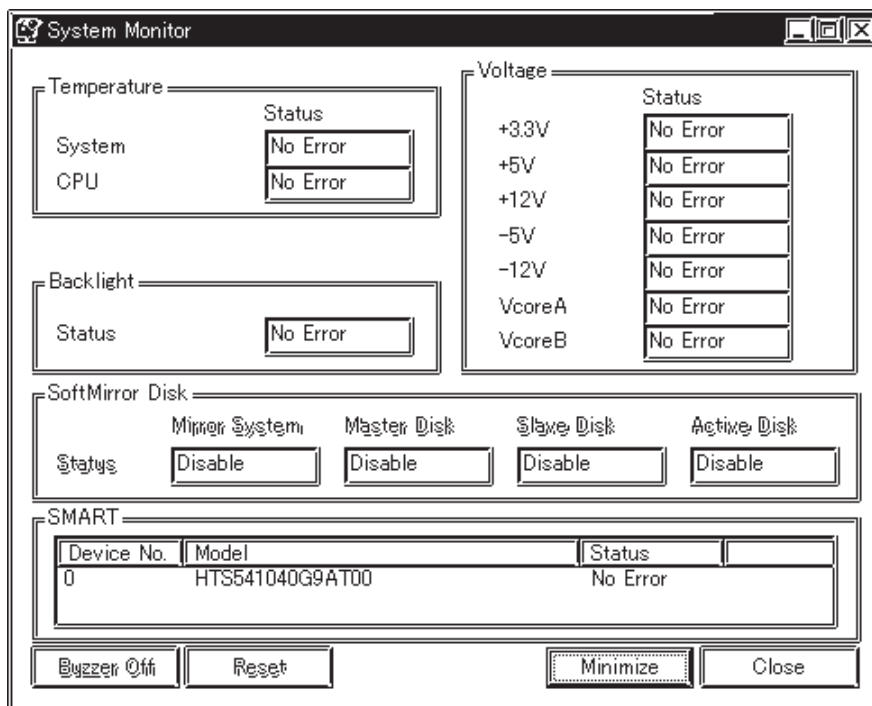 System Monitor
Temperature
Status
System No Error
CPU No Error
Voltage
Status
+3.3V No Error
+5V No Error
+12V No Error
-5V No Error
-12V No Error
VcoreA No Error
VcoreB No Error
Backlight
Status No Error
SoftMirror Disk
Mirror System Master Disk Slave Disk Active Disk
Status Disable Disable Disable Disable
SMART
Device No. Model Status
0 HTS541040G9AT00 No Error
Buzzer Off Reset Minimize Close